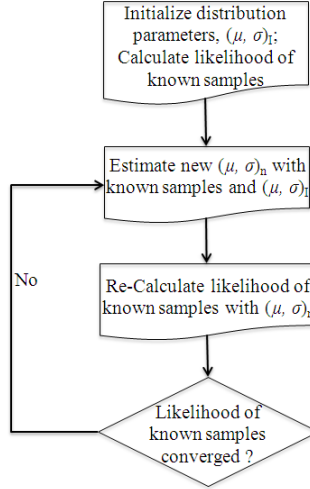 Initialize distribution
parameters, (μ, σ)I;
Calculate likelihood of
known samples
Estimate new (μ, σ)n with
known samples and (μ, σ)I
No
Re-Calculate likelihood of
known samples with (μ, σ)n
Likelihood of
known samples
converged ?